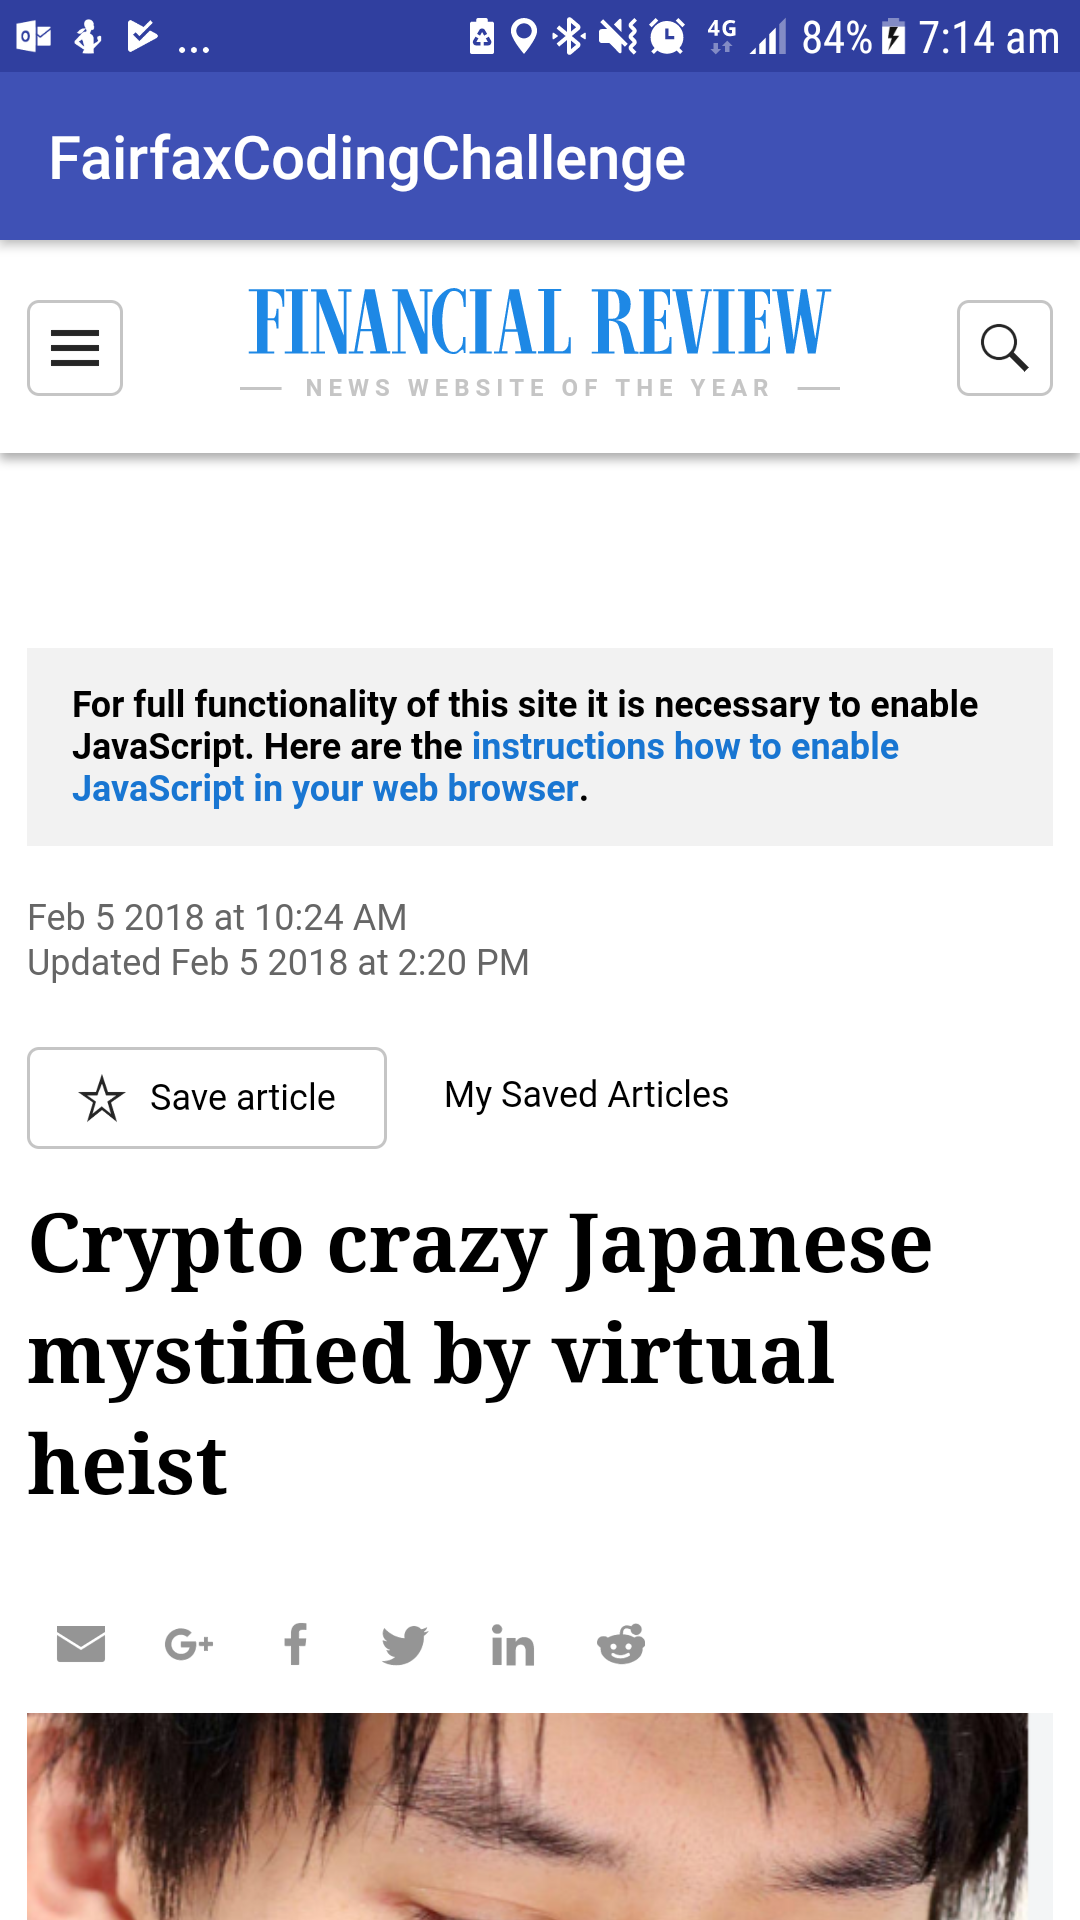 ... 4G 84% 7:14 am
FairfaxCodingChallenge
FINANCIAL REVIEW
NEWS WEBSITE OF THE YEAR
For full functionality of this site it is necessary to enable
JavaScript. Here are the instructions how to enable
JavaScript in your web browser.
Feb 5 2018 at 10:24 AM
Updated Feb 5 2018 at 2:20 PM
Save article My Saved Articles
Crypto crazy Japanese
mystified by virtual
heist
G+ f in